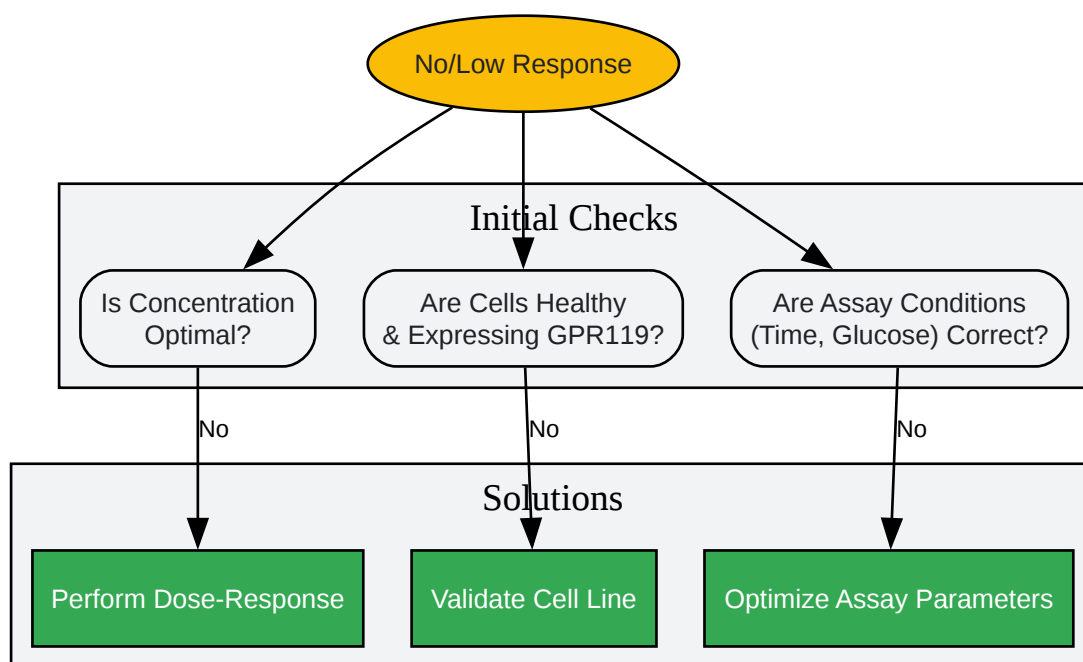 No/Low Response
Initial Checks
Is Concentration
Optimal?
Are Cells Healthy
& Expressing GPR119?
Are Assay Conditions
(Time, Glucose) Correct?
No
No
No
Solutions
Perform Dose-Response
Validate Cell Line
Optimize Assay Parameters